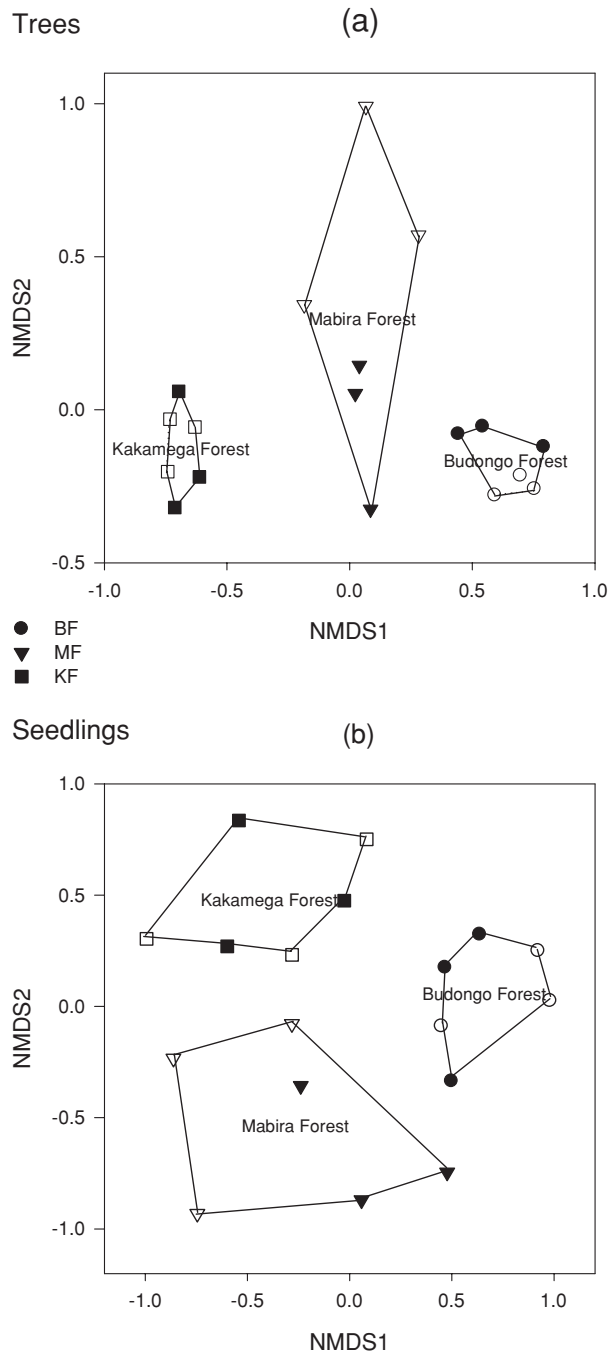 Trees
(a)
1.0
0.5
0.0
-0.5
NMDS2
Mabira Forest
Kakamega Forest
Budongo Forest
-1.0
-0.5
0.0
0.5
1.0
NMDS1
BF
MF
KF
Seedlings
(b)
1.0
0.5
0.0
-0.5
-1.0
NMDS2
Kakamega Forest
Budongo Forest
Mabira Forest
-1.0
-0.5
0.0
0.5
1.0
NMDS1